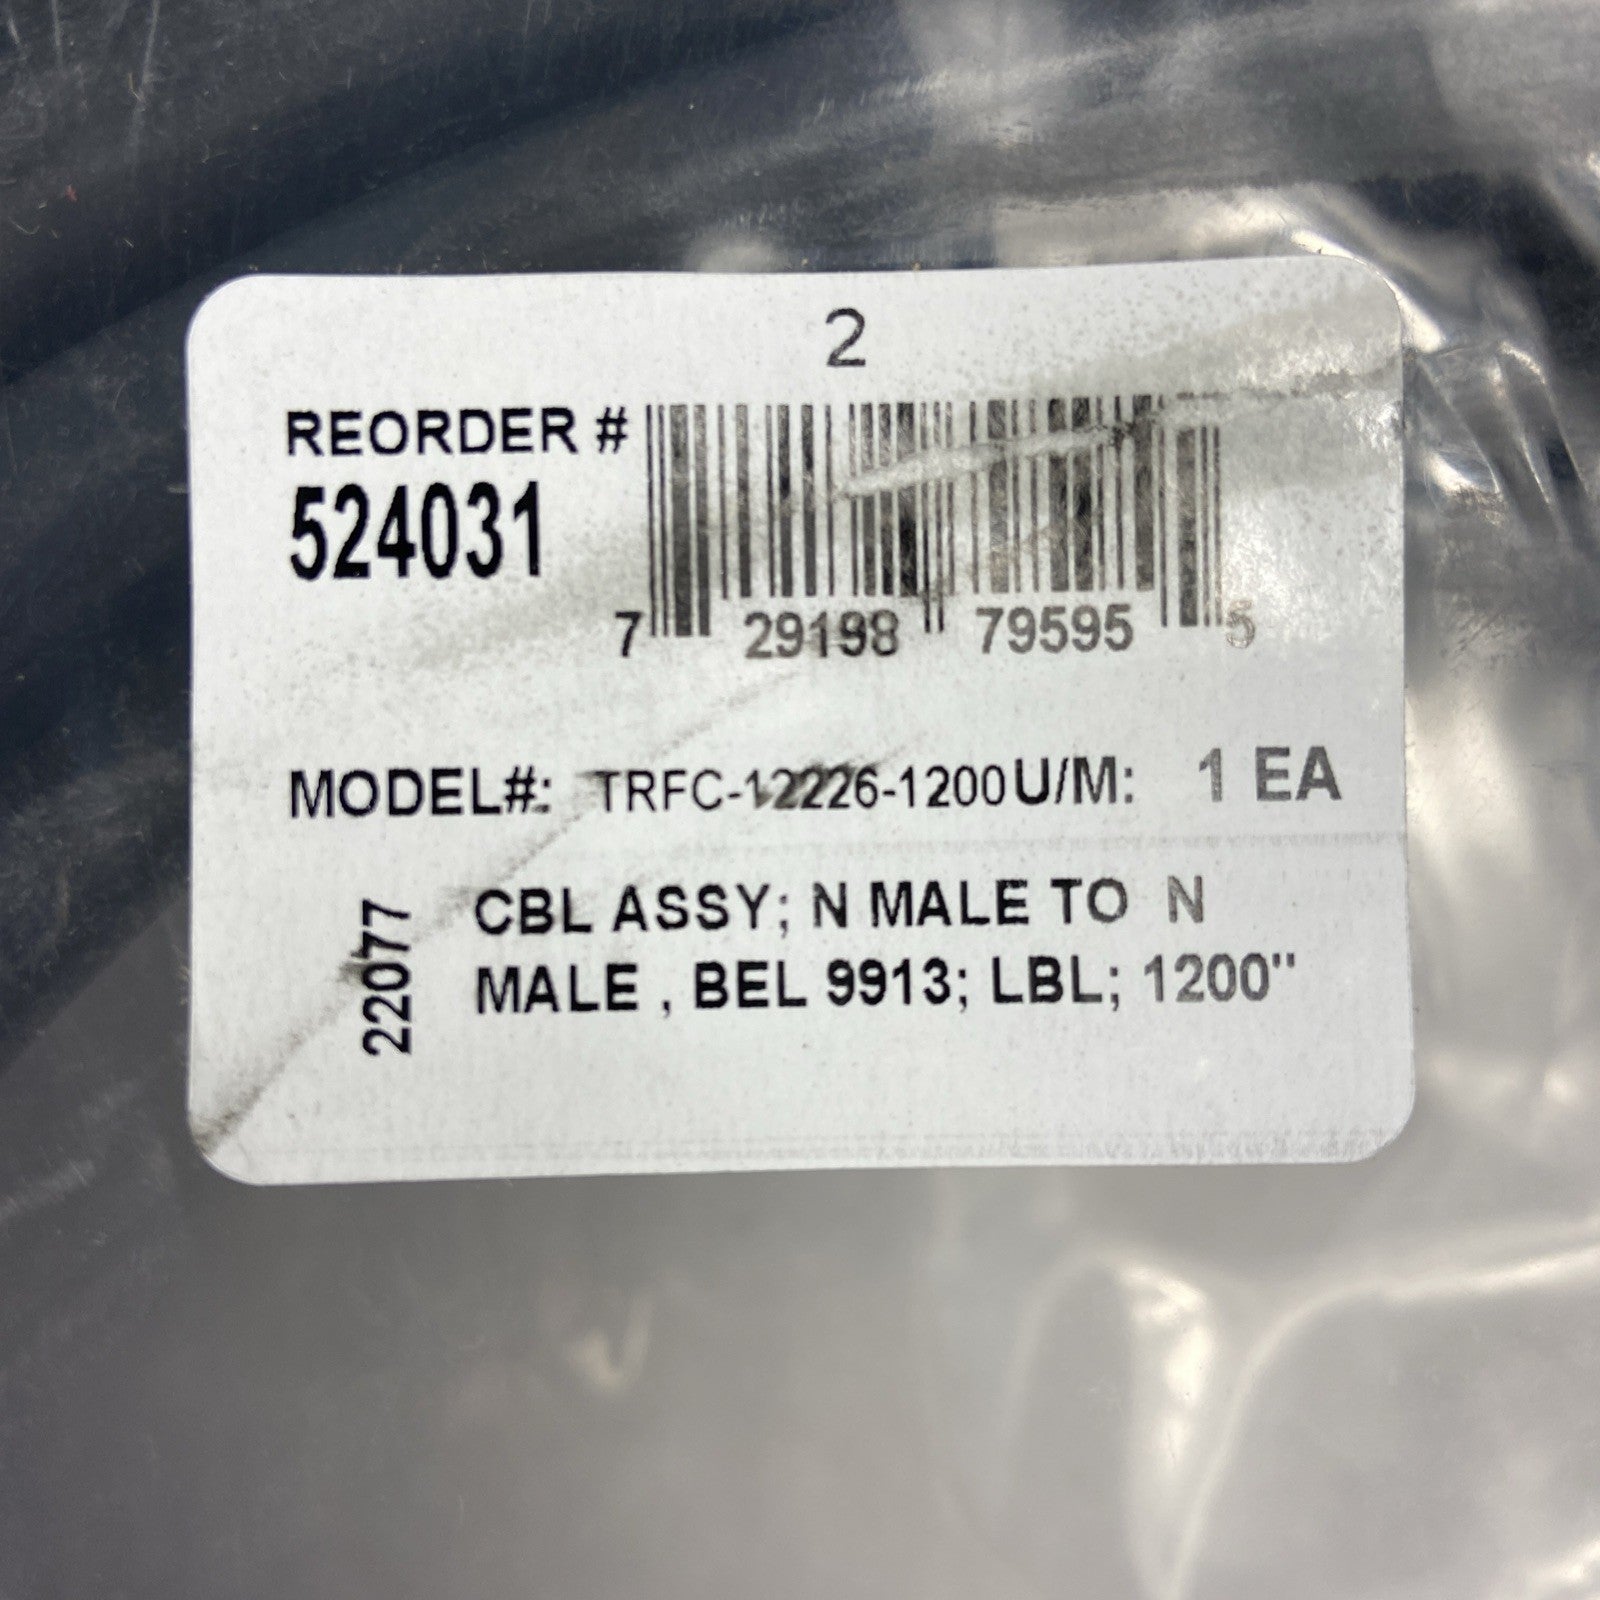 2
REORDER #
524031
7 29198 79595 5
MODEL#: TRFC-12226-1200 U/M: 1 EA
22077
CBL ASSY; N MALE TO N
MALE , BEL 9913; LBL; 1200"